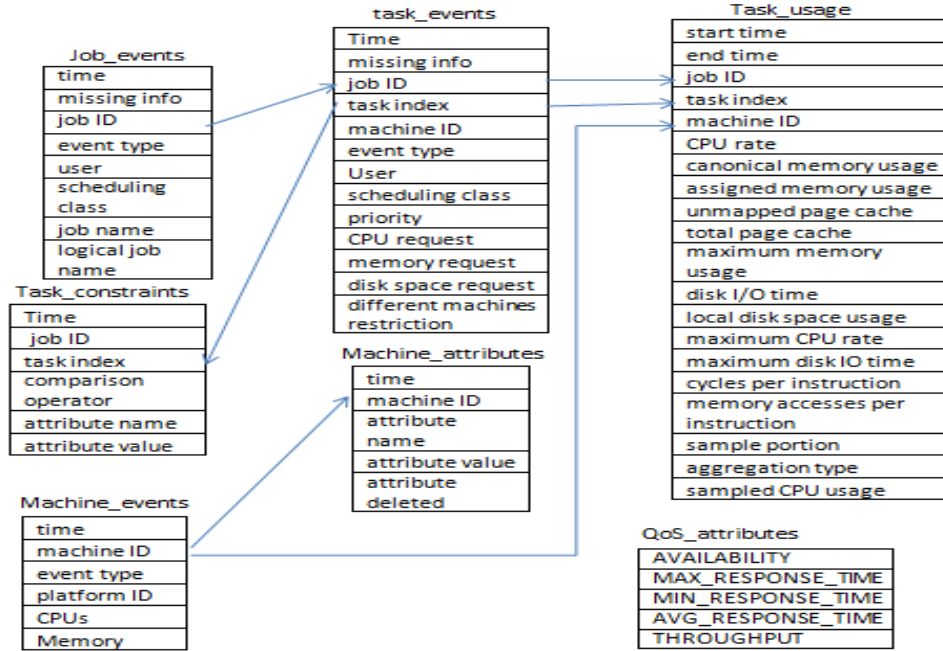 Job_events
time
missing info
job ID
event type
user
scheduling
class
job name
logical job
name
Task_constraints
Time
job ID
task index
comparison
operator
attribute name
attribute value
Machine_events
time
machine ID
event type
platform ID
CPUs
Memory
task_events
Time
missing info
job ID
task index
machine ID
event type
User
scheduling class
priority
CPU request
memory request
disk space request
different machines
restriction
Machine_attributes
time
machine ID
attribute
name
attribute value
attribute
deleted
Task_usage
start time
end time
job ID
task index
machine ID
CPU rate
canonical memory usage
assigned memory usage
unmapped page cache
total page cache
maximum memory
usage
disk I/O time
local disk space usage
maximum CPU rate
maximum disk IO time
cycles per instruction
memory accesses per
instruction
sample portion
aggregation type
sampled CPU usage
QoS_attributes
AVAILABILITY
MAX_RESPONSE_TIME
MIN_RESPONSE_TIME
AVG_RESPONSE_TIME
THROUGHPUT